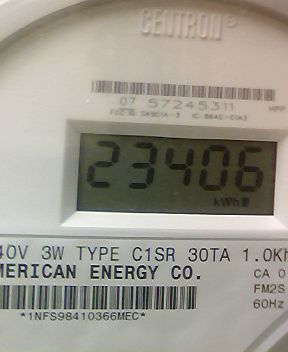 CENTRON®
07 57245311
23406
kWh
40V 3W TYPE C1SR 30TA 1.0Kh
MERICAN ENERGY CO.
CA 0
FM2S
60Hz
*1NFS98410366MEC*